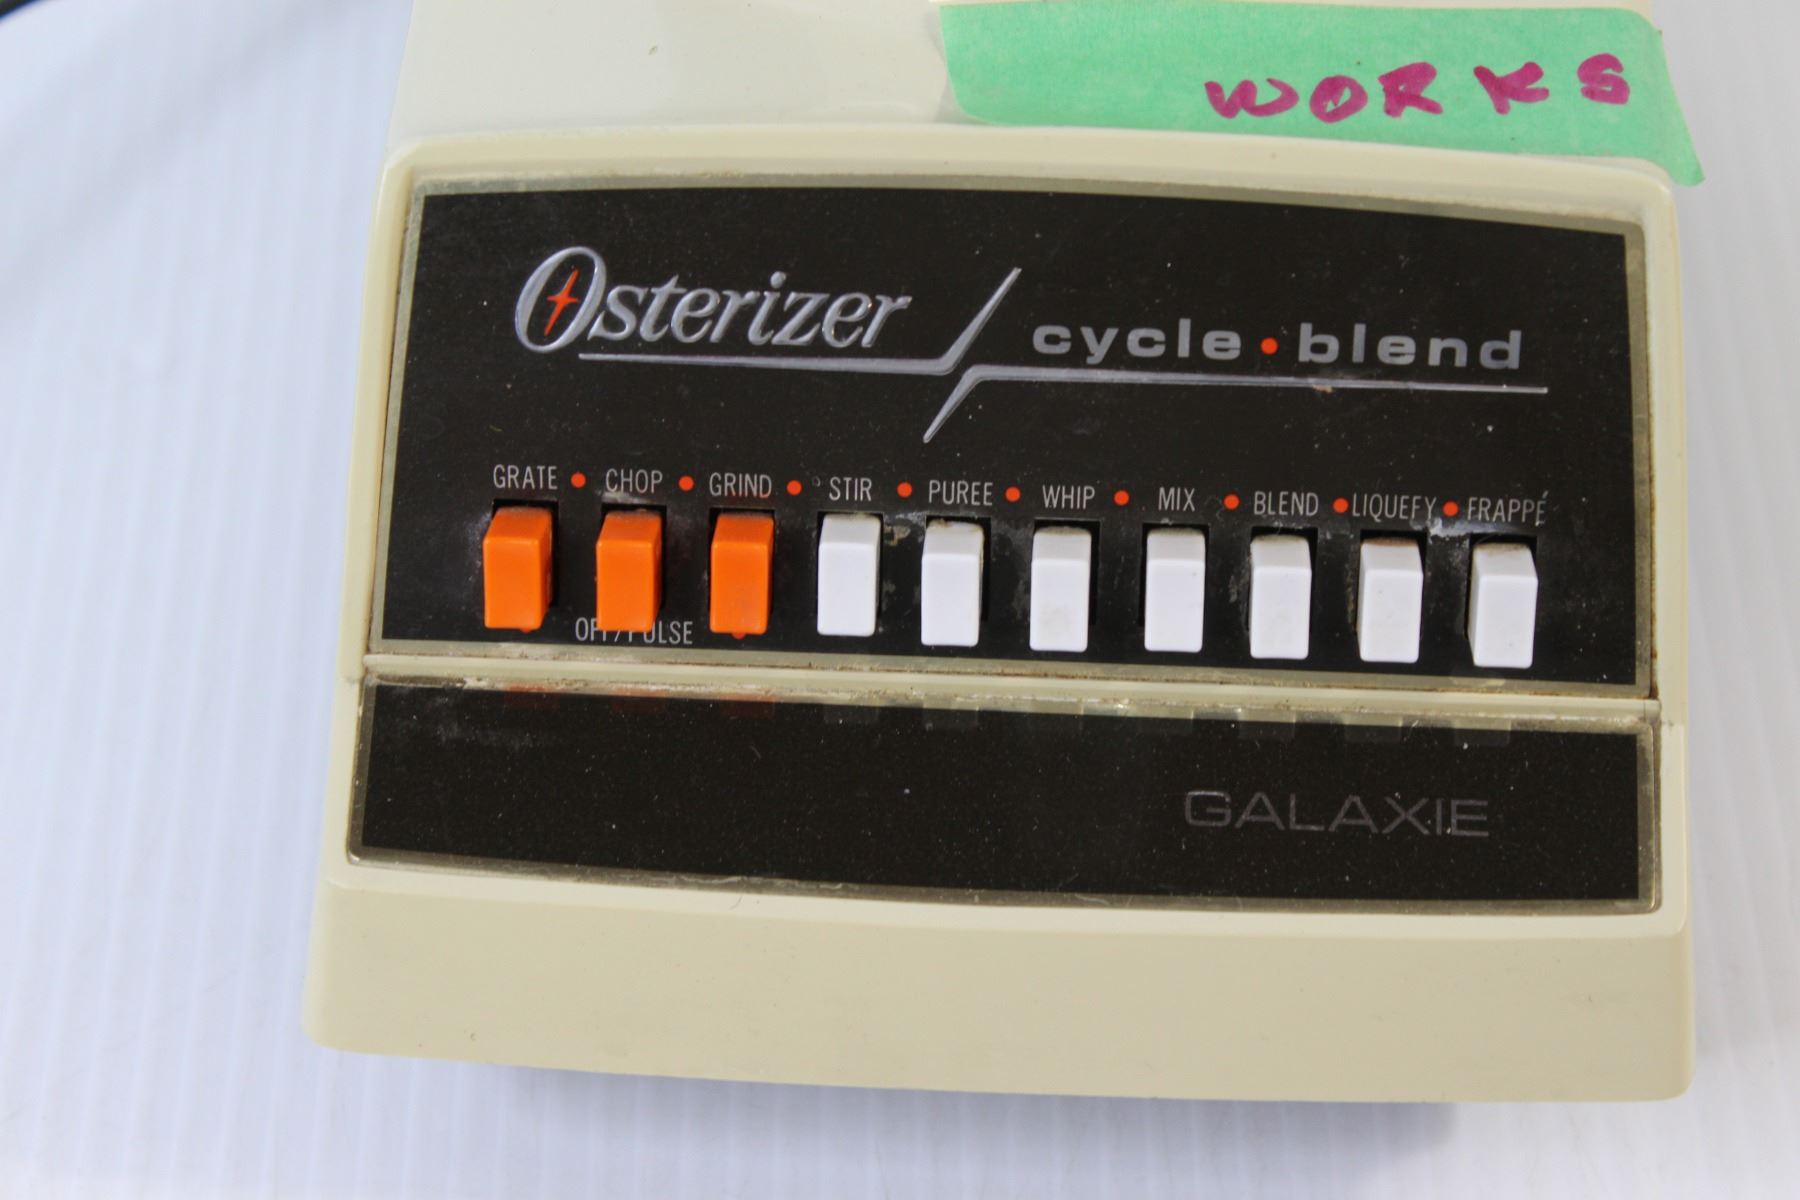 WORKS
Osterizer cycle • blend
GRATE • CHOP • GRIND • STIR • PUREE • WHIP • MIX • BLEND • LIQUEFY • FRAPPÉ
OFF/PULSE
GALAXIE